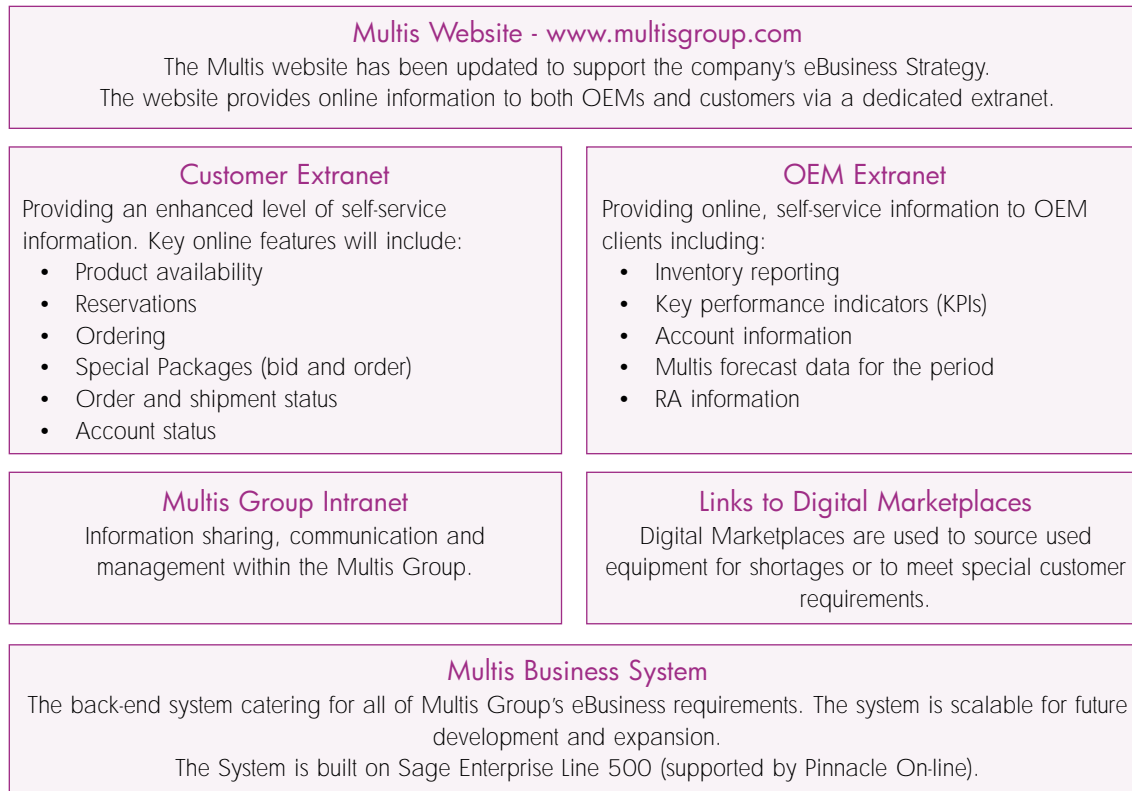 Multis Website - www.multisgroup.com
The Multis website has been updated to support the company's eBusiness Strategy.
The website provides online information to both OEMs and customers via a dedicated extranet.
Customer Extranet
Providing an enhanced level of self-service
information. Key online features will include:
• Product availability
• Reservations
• Ordering
• Special Packages (bid and order)
• Order and shipment status
• Account status
OEM Extranet
Providing online, self-service information to OEM
clients including:
• Inventory reporting
• Key performance indicators (KPIs)
• Account information
• Multis forecast data for the period
• RA information
Multis Group Intranet
Information sharing, communication and
management within the Multis Group.
Links to Digital Marketplaces
Digital Marketplaces are used to source used
equipment for shortages or to meet special customer
requirements.
Multis Business System
The back-end system catering for all of Multis Group's eBusiness requirements. The system is scalable for future
development and expansion.
The System is built on Sage Enterprise Line 500 (supported by Pinnacle On-line).